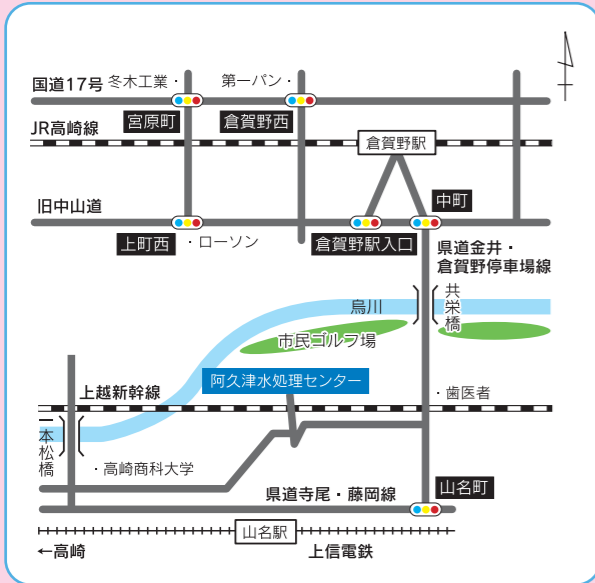 国道17号
冬木工業・
第一パン・
宮原町
倉賀野西
JR高崎線
倉賀野駅
中町
旧中山道
上町西
・ローソン
倉賀野駅入口
県道金井・
倉賀野停車場線
共栄橋
烏川
市民ゴルフ場
阿久津水処理センター
上越新幹線
・歯医者
一本松橋
・高崎商科大学
山名町
県道寺尾・藤岡線
山名駅
←高崎
上信電鉄